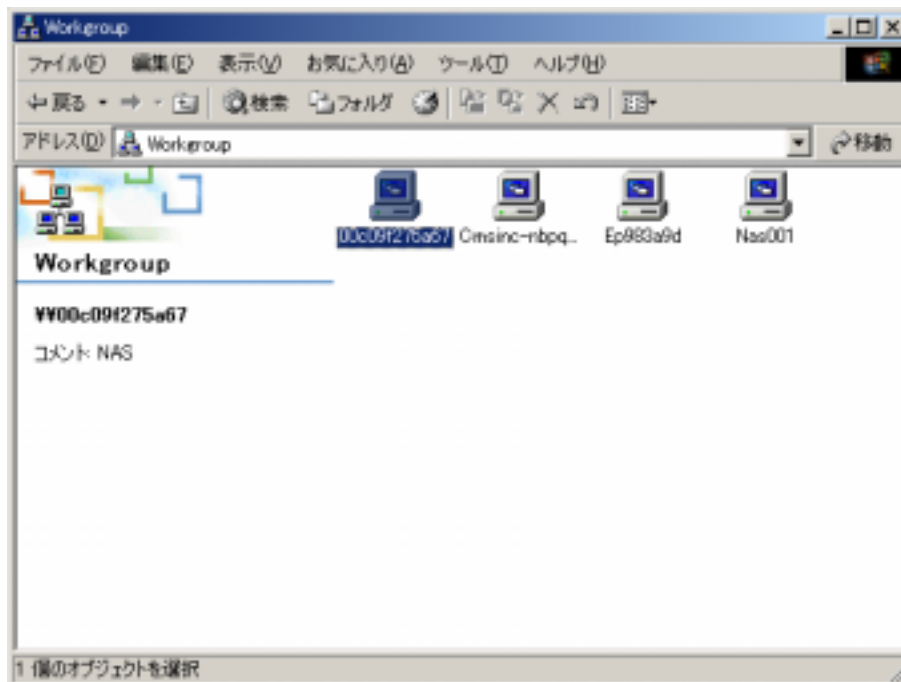 Workgroup
ファイル(F) 編集(E) 表示(V) お気に入り(A) ツール(T) ヘルプ(H)
戻る 検索 フォルダ
アドレス(D) Workgroup 移動
00c09f275a67 Cmsinc-nbpq... Ep983a9d Nas001
Workgroup
¥¥00c09f275a67
コメント: NAS
1 個のオブジェクトを選択